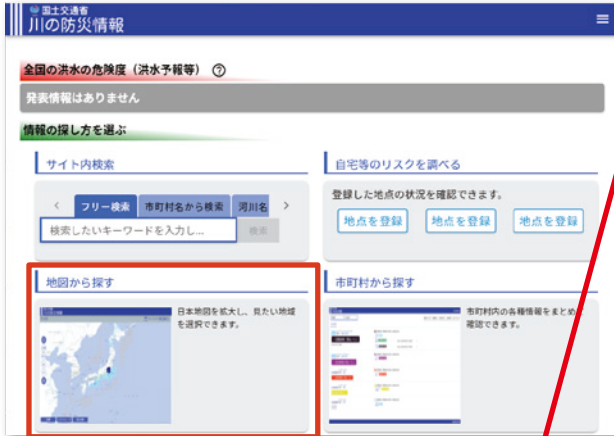 国土交通省
川の防災情報
全国の洪水の危険度（洪水予報等） ?
発表情報はありません
情報の探し方を選ぶ
サイト内検索
< フリー検索 市町村名から検索 河川名 >
検索したいキーワードを入力し... 検索
自宅等のリスクを調べる
登録した地点の状況を確認できます。
地点を登録 地点を登録 地点を登録
地図から探す
日本地図を拡大し、見たい地域
を選択できます。
市町村から探す
市町村内の各種情報をまとめ
確認できます。